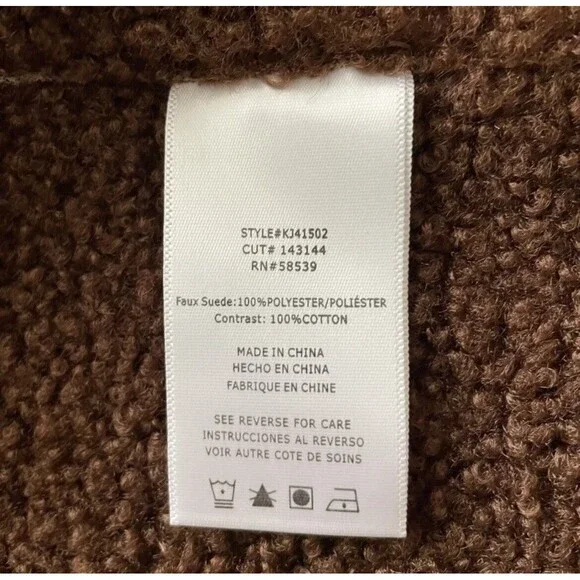 STYLE#KJ41502
CUT# 143144
RN#58539
Faux Suede:100%POLYESTER/POLIÉSTER
Contrast: 100%COTTON
MADE IN CHINA
HECHO EN CHINA
FABRIQUE EN CHINE
SEE REVERSE FOR CARE
INSTRUCCIONES AL REVERSO
VOIR AUTRE COTE DE SOINS